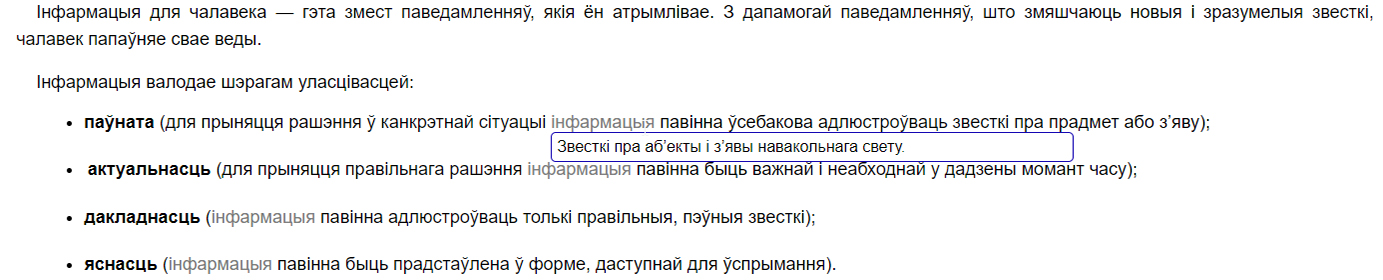 Інфармацыя для чалавека — гэта змест паведамленняў, якія ён атрымлівае. З дапамогай паведамленняў, што змяшчаюць новыя і зразумелыя звесткі,
чалавек папаўняе свае веды.
Інфармацыя валодае шэрагам уласцівасцей:
• паўната (для прыняцця рашэння ў канкрэтнай сітуацыі інфармацыя павінна ўсебакова адлюстроўваць звесткі пра прадмет або з’яву);
Звесткі пра аб’екты і з’явы навакольнага свету.
• актуальнасць (для прыняцця правільнага рашэння інфармацыя павінна быць важнай і неабходнай у дадзены момант часу);
• дакладнасць (інфармацыя павінна адлюстроўваць толькі правільныя, пэўныя звесткі);
• яснасць (інфармацыя павінна быць прадстаўлена ў форме, даступнай для ўспрымання).